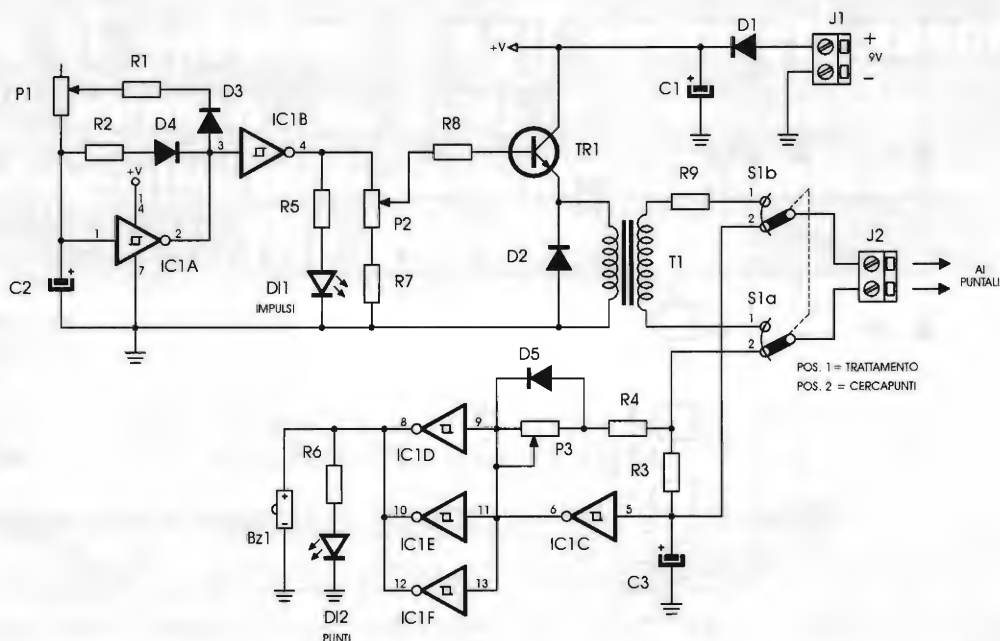 D1
J1
+V
+
9V
−
R1
P1
D3
C1
+
IC1B
R2
D4
R8
3
4
TR1
+V
R9
S1b
1
1
4
R5
P2
2
J2
1
2
D2
T1
AI
PUNTALI
7
IC1A
R7
S1a
+
C2
DI1
1
IMPULSI
2
D5
POS. 1 = TRATTAMENTO
POS. 2 = CERCAPUNTI
R4
8
9
R6
IC1D
P3
R3
+
10
11
6
5
−
Bz1
IC1E
IC1C
+
C3
12
13
DI2
IC1F
PUNTI